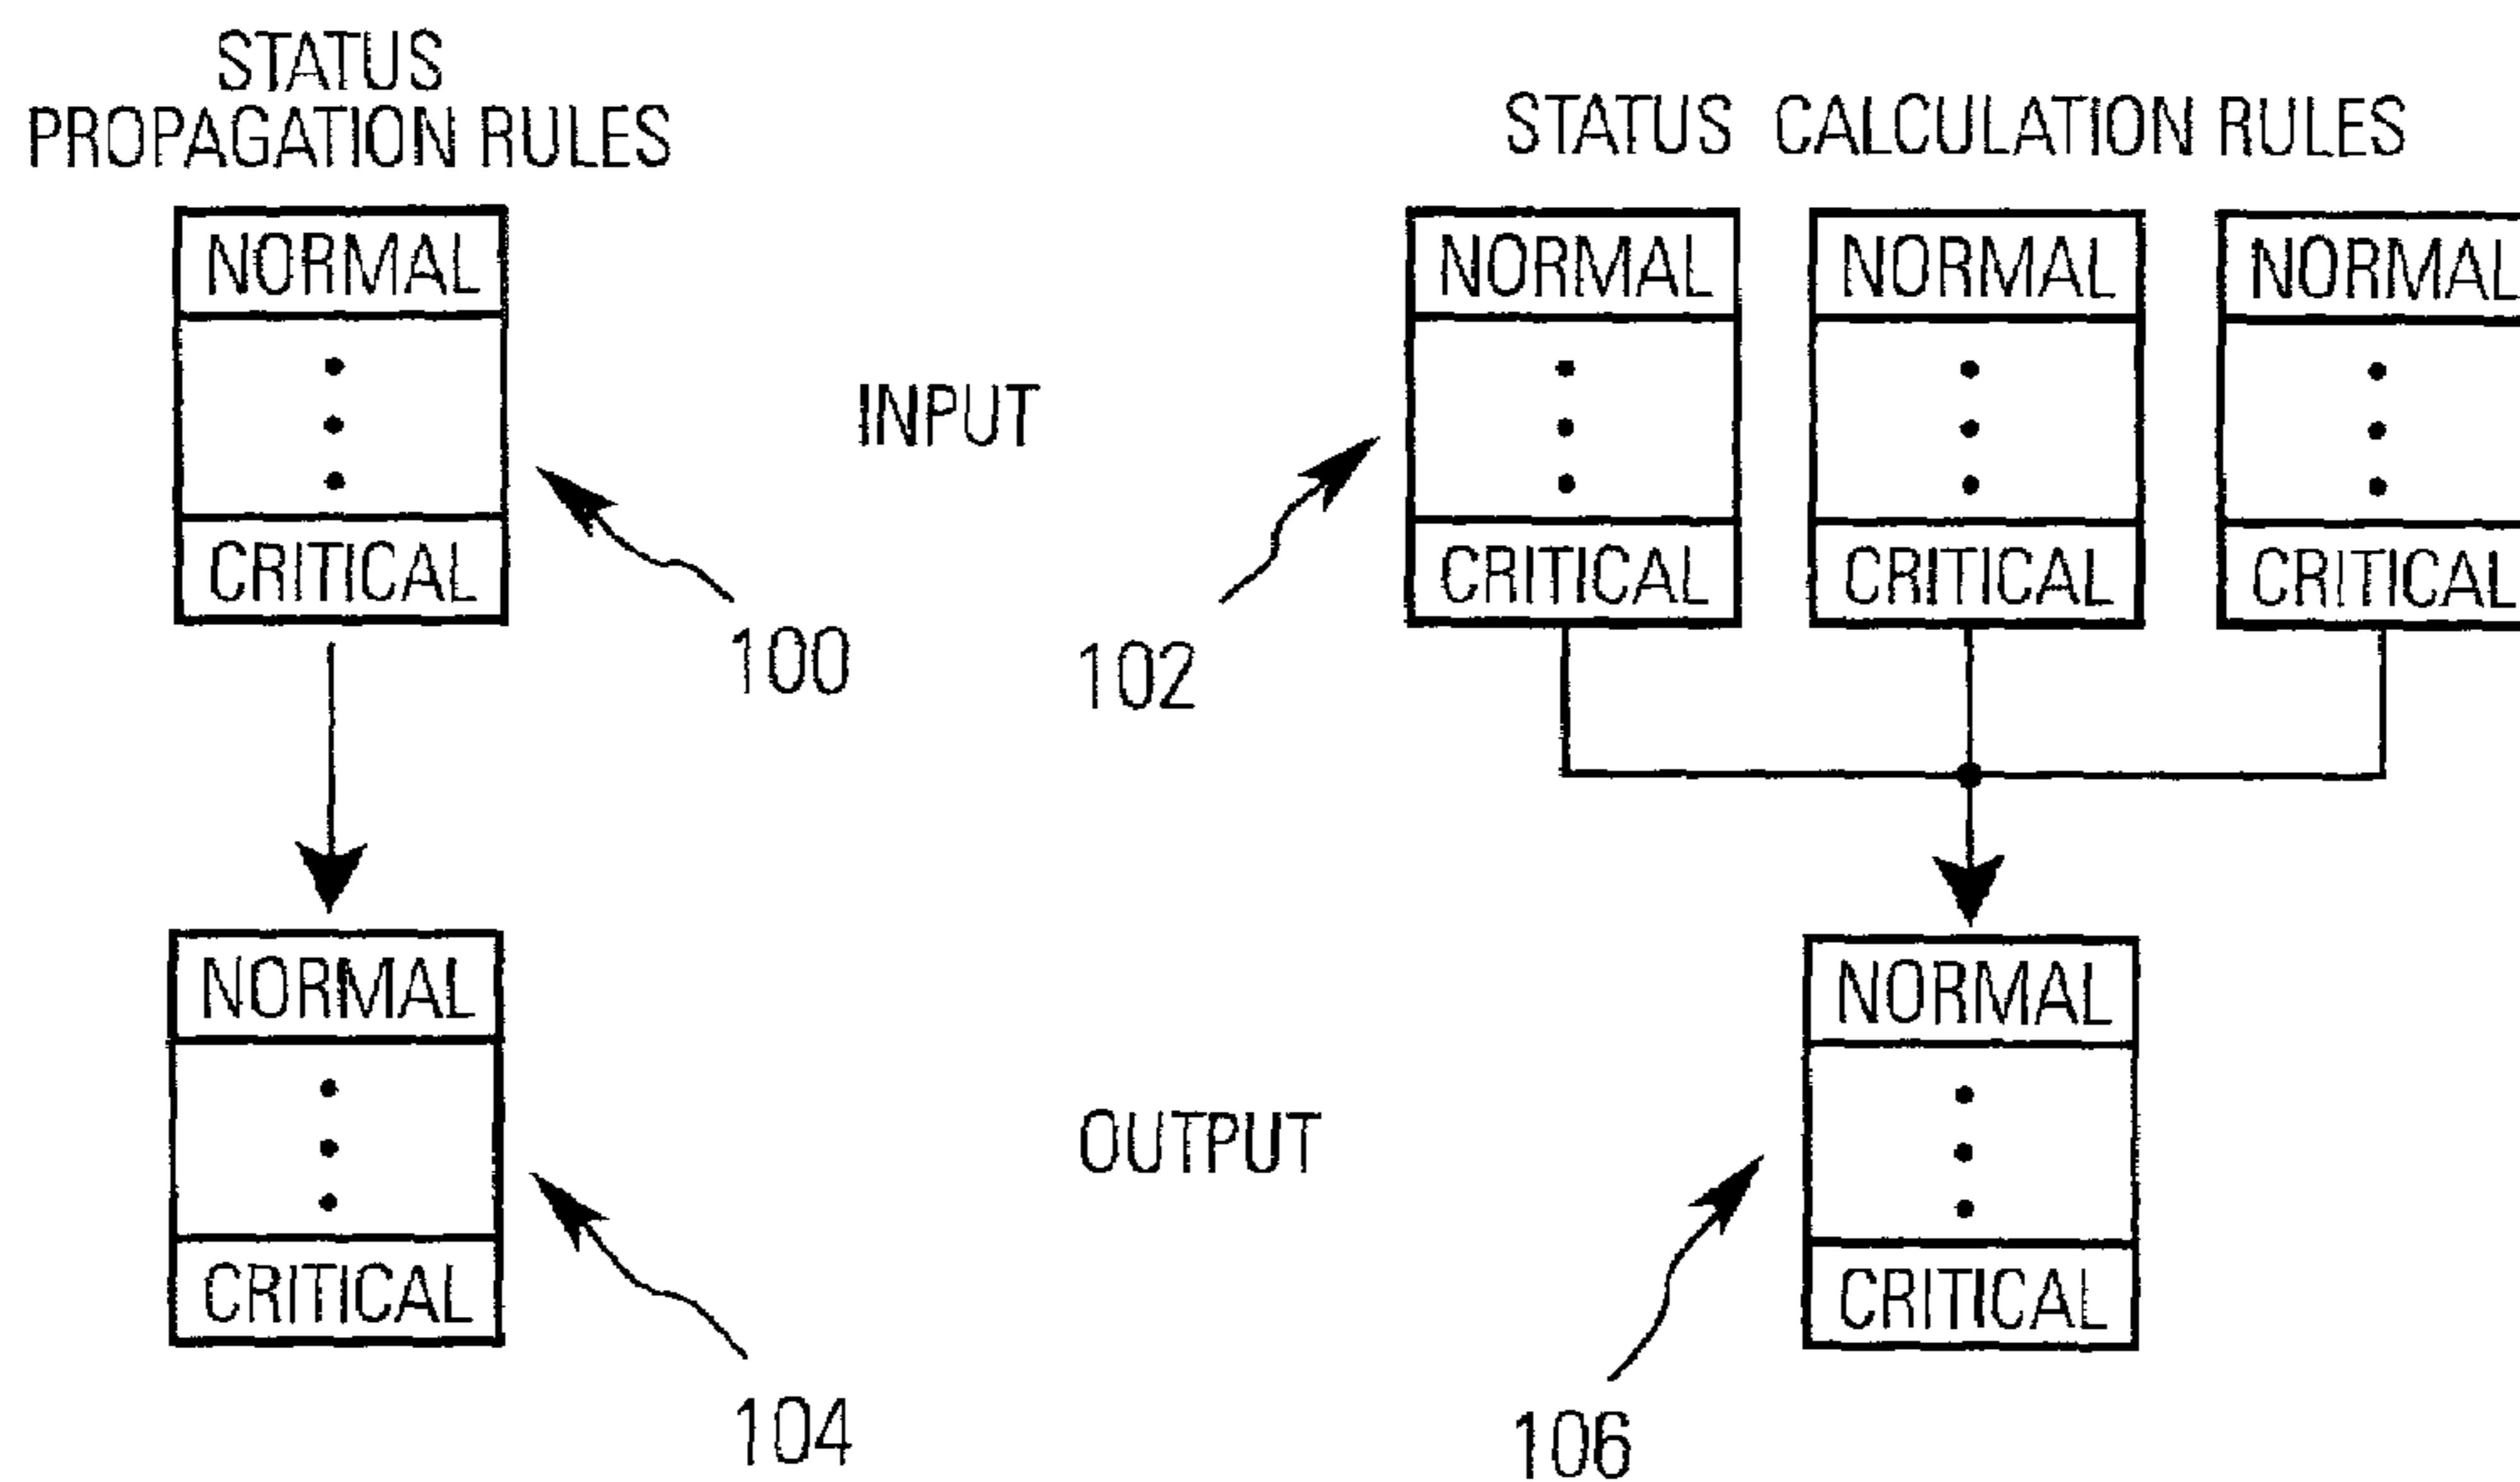 STATUS
PROPAGATION RULES
STATUS CALCULATION RULES
NORMAL
CRITICAL
100
INPUT
102
NORMAL
CRITICAL
NORMAL
CRITICAL
NORMAL
CRITICAL
NORMAL
CRITICAL
104
OUTPUT
106
NORMAL
CRITICAL